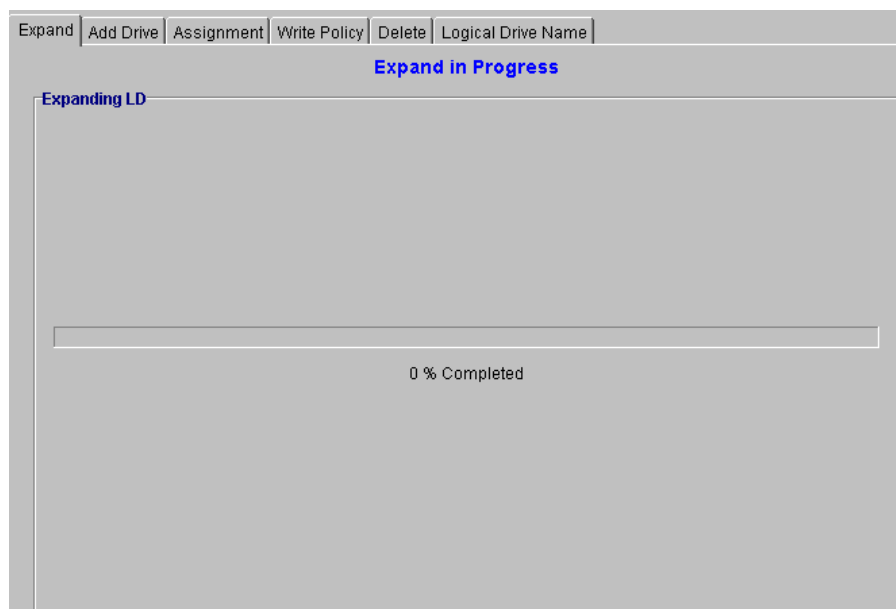 Expand Add Drive Assignment Write Policy Delete Logical Drive Name
Expand in Progress
Expanding LD
0 % Completed